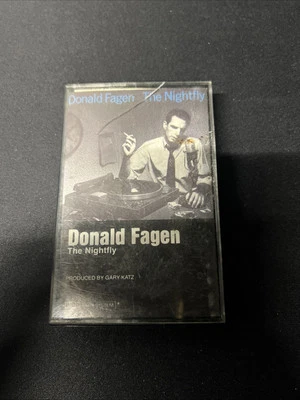 Donald Fagen The Nightfly
Donald Fagen
The Nightfly
PRODUCED BY GARY KATZ